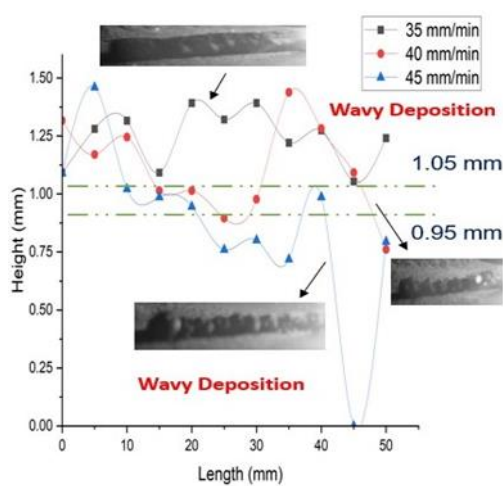 35 mm/min
40 mm/min
45 mm/min
Wavy Deposition
1.05 mm
0.95 mm
Wavy Deposition
Height (mm)
1.50
1.25
1.00
0.75
0.50
0.25
0.00
0 10 20 30 40 50
Length (mm)